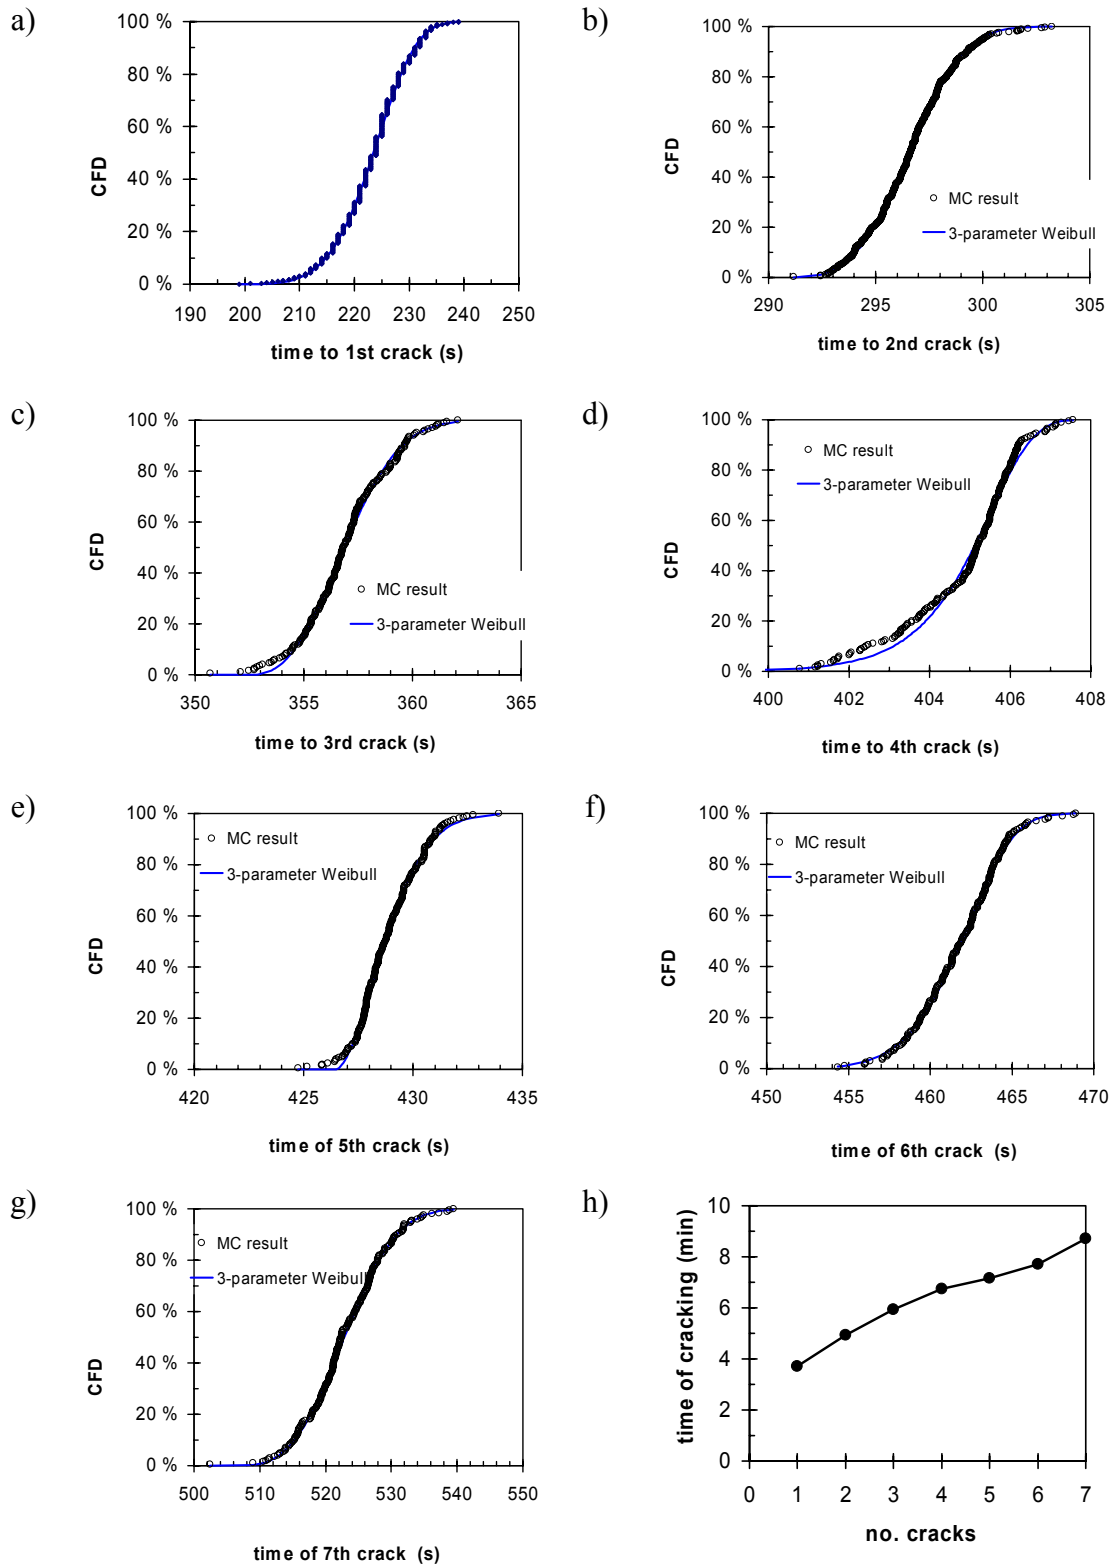 a)
100 %
80 %
60 %
40 %
20 %
0 %
CFD
190 200 210 220 230 240 250
time to 1st crack (s)
b)
100 %
80 %
60 %
40 %
20 %
0 %
CFD
MC result
3-parameter Weibull
290 295 300 305
time to 2nd crack (s)
c)
100 %
80 %
60 %
40 %
20 %
0 %
CFD
MC result
3-parameter Weibull
350 355 360 365
time to 3rd crack (s)
d)
100 %
80 %
60 %
40 %
20 %
0 %
CFD
MC result
3-parameter Weibull
400 402 404 406 408
time to 4th crack (s)
e)
100 %
80 %
60 %
40 %
20 %
0 %
CFD
MC result
3-parameter Weibull
420 425 430 435
time of 5th crack (s)
f)
100 %
80 %
60 %
40 %
20 %
0 %
CFD
MC result
3-parameter Weibull
450 455 460 465 470
time of 6th crack (s)
g)
100 %
80 %
60 %
40 %
20 %
0 %
CFD
MC result
3-parameter Weibull
500 510 520 530 540 550
time of 7th crack (s)
h)
10
8
6
4
2
0
time of cracking (min)
0 1 2 3 4 5 6 7
no. cracks